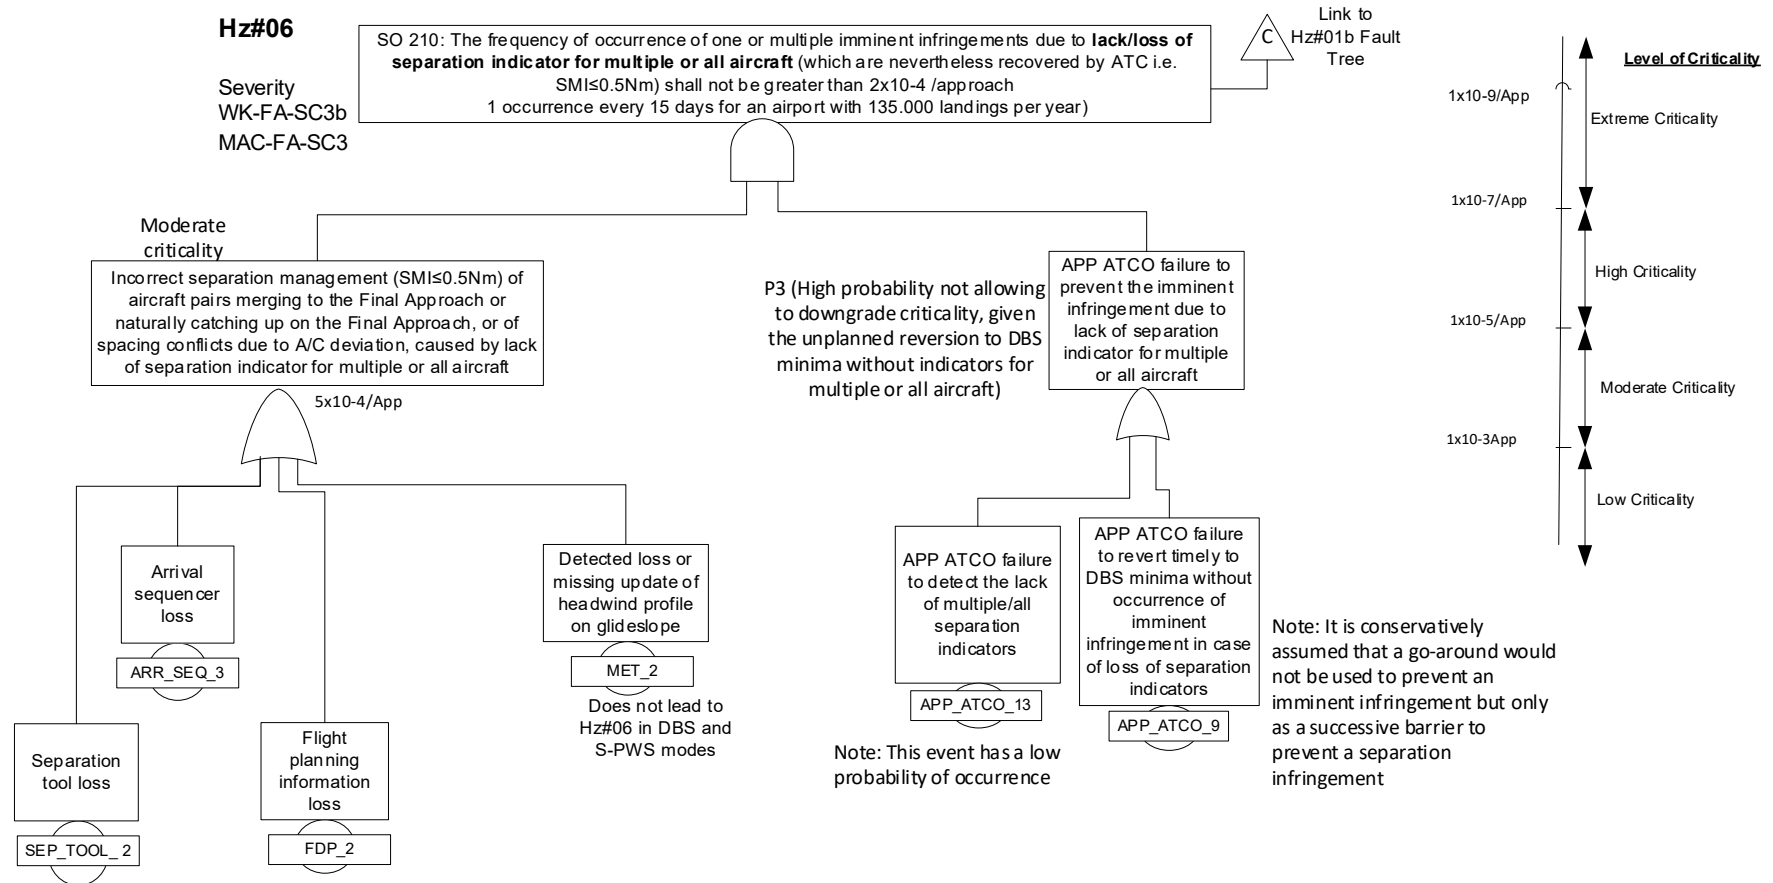 Hz#06
Severity
WK-FA-SC3b
MAC-FA-SC3
SO 210: The frequency of occurrence of one or multiple imminent infringements due to lack/loss of
separation indicator for multiple or all aircraft (which are nevertheless recovered by ATC i.e.
SMI≤0.5Nm) shall not be greater than 2x10-4 /approach
1 occurrence every 15 days for an airport with 135.000 landings per year)
C
Link to
Hz#01b Fault
Tree
Level of Criticality
1x10-9/App
Extreme Criticality
1x10-7/App
High Criticality
1x10-5/App
Moderate Criticality
1x10-3App
Low Criticality
Moderate
criticality
Incorrect separation management (SMI≤0.5Nm) of
aircraft pairs merging to the Final Approach or
naturally catching up on the Final Approach, or of
spacing conflicts due to A/C deviation, caused by lack
of separation indicator for multiple or all aircraft
5x10-4/App
P3 (High probability not allowing
to downgrade criticality, given
the unplanned reversion to DBS
minima without indicators for
multiple or all aircraft)
APP ATCO failure to
prevent the imminent
infringement due to
lack of separation
indicator for multiple
or all aircraft
Separation
tool loss
SEP_TOOL_2
Arrival
sequencer
loss
ARR_SEQ_3
Flight
planning
information
loss
FDP_2
Detected loss or
missing update of
headwind profile
on glideslope
MET_2
Does not lead to
Hz#06 in DBS and
S-PWS modes
APP ATCO failure
to detect the lack
of multiple/all
separation
indicators
APP_ATCO_13
Note: This event has a low
probability of occurrence
APP ATCO failure
to revert timely to
DBS minima without
occurrence of
imminent
infringement in case
of loss of separation
indicators
APP_ATCO_9
Note: It is conservatively
assumed that a go-around would
not be used to prevent an
imminent infringement but only
as a successive barrier to
prevent a separation
infringement